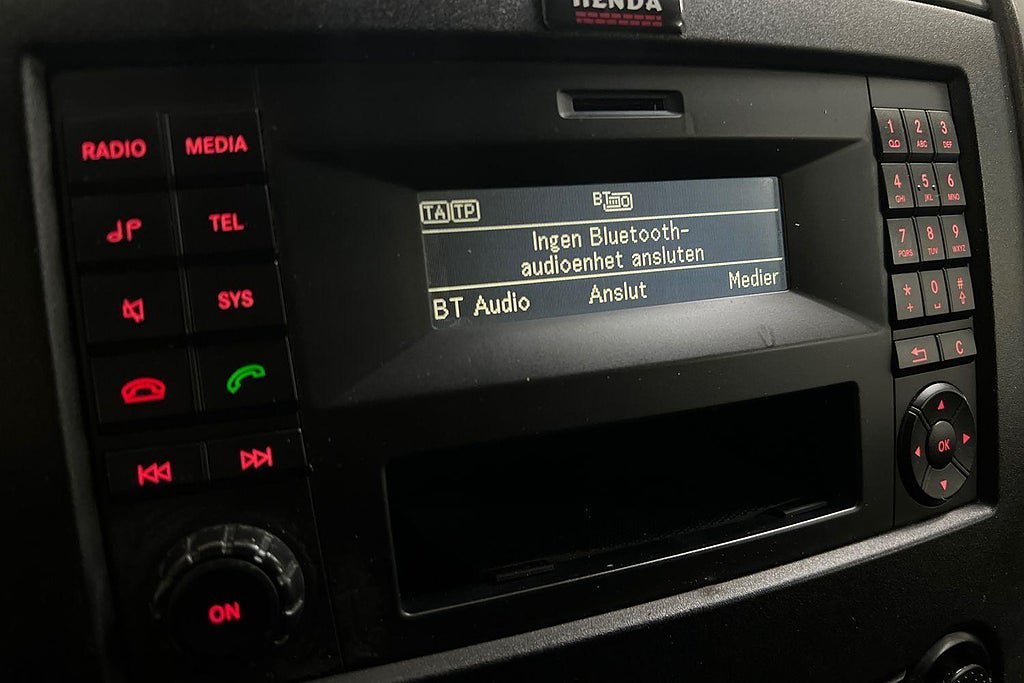 HENDA
RADIO MEDIA
TEL
SYS
ON
TA TP BT
Ingen Bluetooth-
audioenhet ansluten
BT Audio Anslut Medier
1 2 ABC 3 DEF
4 GHI 5 JKL 6 MNO
7 PQRS 8 TUV 9 WXYZ
* + 0 #
C
OK